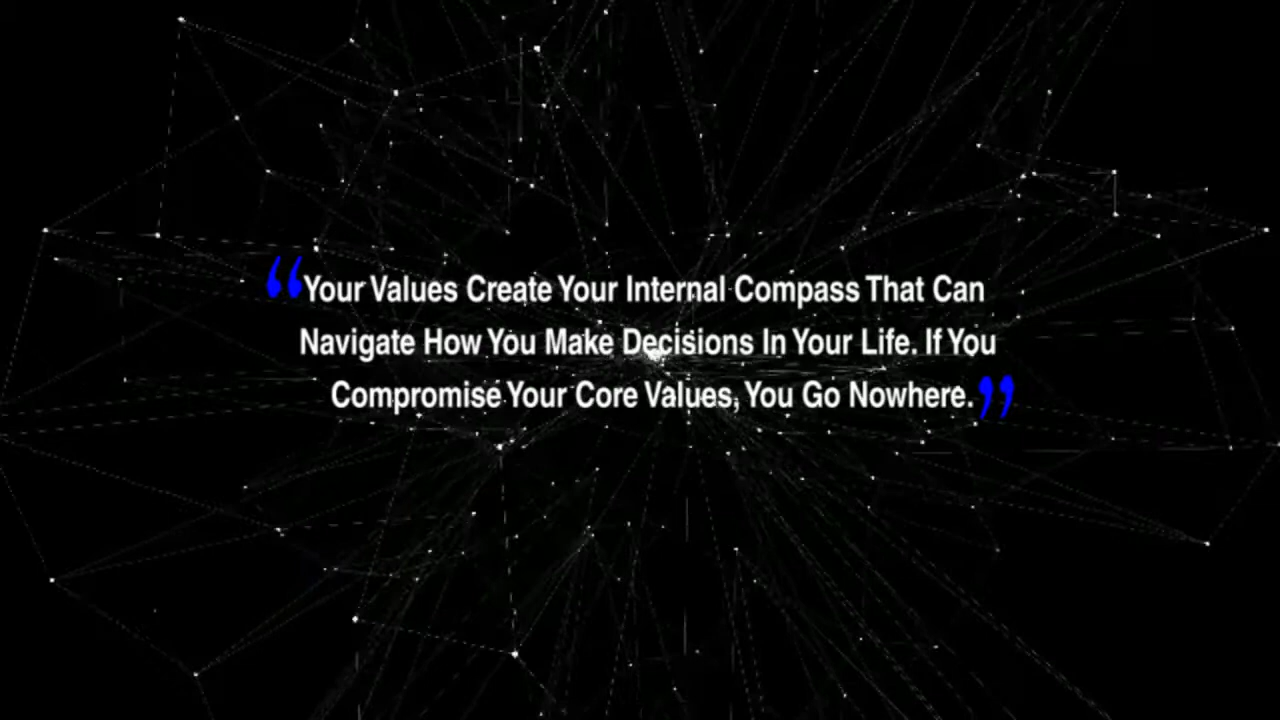 “Your Values Create Your Internal Compass That Can
Navigate How You Make Decisions In Your Life. If You
Compromise Your Core Values, You Go Nowhere.”